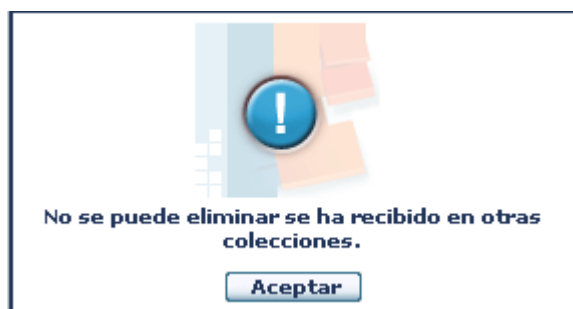 !
No se puede eliminar se ha recibido en otras
colecciones.
Aceptar